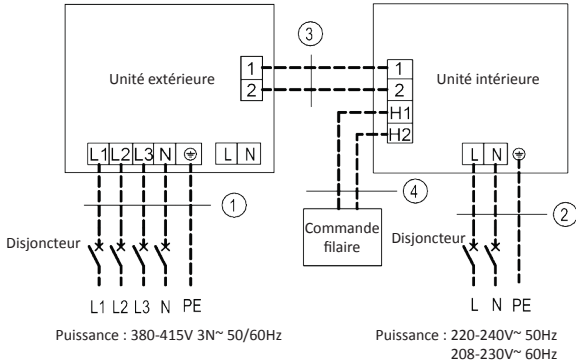 3
Unité extérieure
1
2
1
2
H1
H2
Unité intérieure
L1 L2 L3 N
L N
L N
1
4
2
Commande
filaire
Disjoncteur
Disjoncteur
L1 L2 L3 N PE
L N PE
Puissance : 380-415V 3N~ 50/60Hz
Puissance : 220-240V~ 50Hz
208-230V~ 60Hz